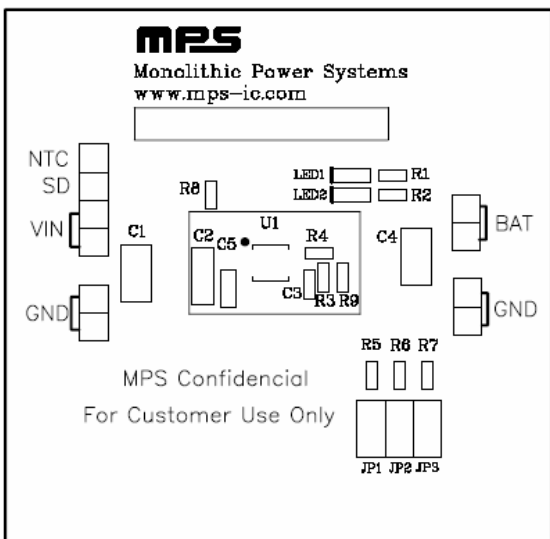 mps
Monolithic Power Systems
www.mps-ic.com
NTC
SD
VIN
GND
C1
R8
LED1
R1
LED2
R2
U1
C2
C5
R4
C3
R3
R9
C4
BAT
GND
R5 R6 R7
MPS Confidencial
For Customer Use Only
JP1 JP2 JP3